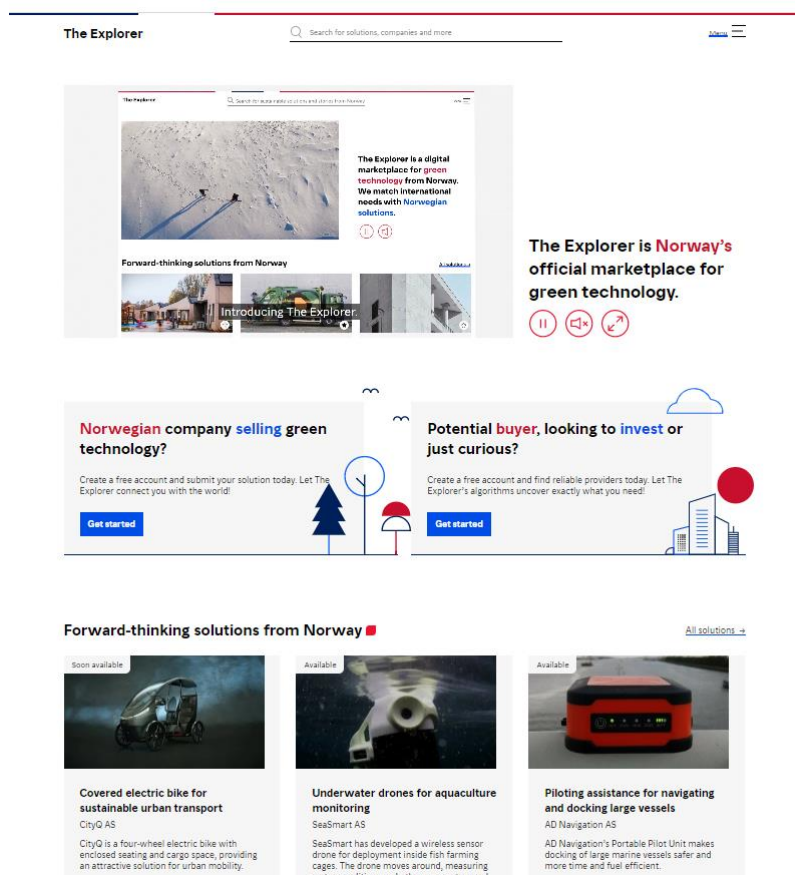 The Explorer
Search for solutions, companies and more
Menu
The Explorer
Search for sustainable solutions and stories from Norway
The Explorer is a digital
marketplace for green
technology from Norway.
We match international
needs with Norwegian
solutions.
Forward-thinking solutions from Norway
Introducing The Explorer.
The Explorer is Norway's
official marketplace for
green technology.
Norwegian company selling green
technology?
Create a free account and submit your solution today. Let The
Explorer connect you with the world!
Get started
Potential buyer, looking to invest or
just curious?
Create a free account and find reliable providers today. Let The
Explorer's algorithms uncover exactly what you need!
Get started
Forward-thinking solutions from Norway
All solutions →
Soon available
Covered electric bike for
sustainable urban transport
CityQ AS
CityQ is a four-wheel electric bike with
enclosed seating and cargo space, providing
an attractive solution for urban mobility.
Available
Underwater drones for aquaculture
monitoring
SeaSmart AS
SeaSmart has developed a wireless sensor
drone for deployment inside fish farming
cages. The drone moves around, measuring
Available
Piloting assistance for navigating
and docking large vessels
AD Navigation AS
AD Navigation's Portable Pilot Unit makes
docking of large marine vessels safer and
more time and fuel efficient.